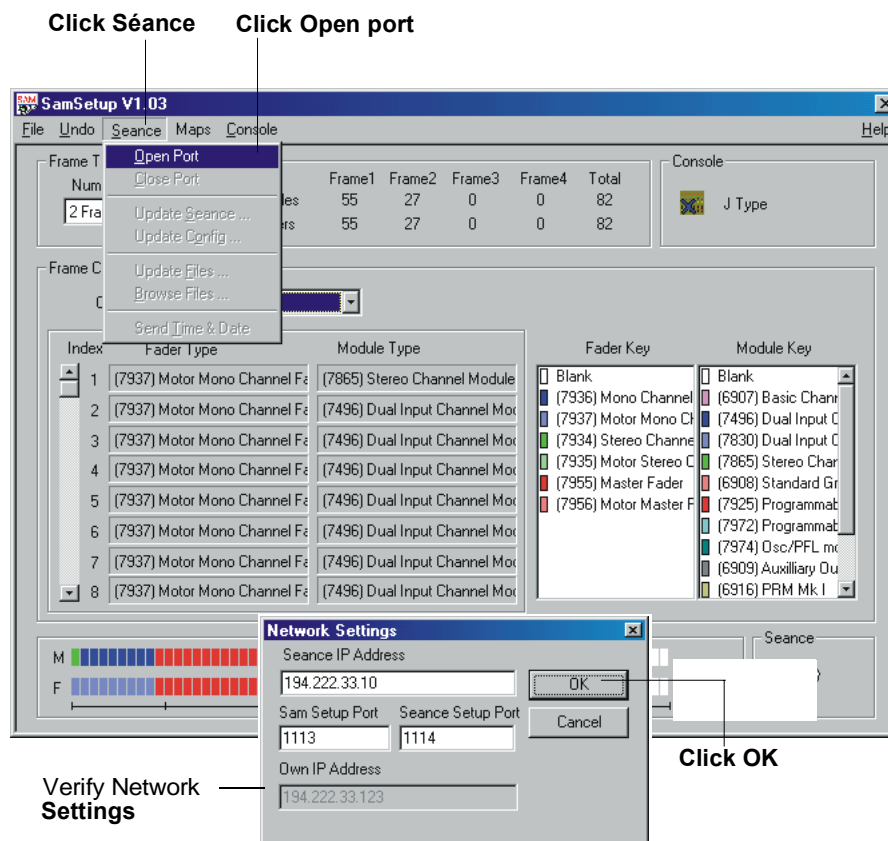 Click Séance Click Open port
SamSetup V1.03
File Undo Seance Maps Console Help
Open Port
Close Port
Update Seance ...
Update Config ...
Update Files ...
Browse Files ...
Send Time & Date
Frame T
Num
2 Fra
Frame1 Frame2 Frame3 Frame4 Total
les 55 27 0 0 82
ers 55 27 0 0 82
Console
J Type
Frame C
Index Fader Type Module Type
1 (7937) Motor Mono Channel Fa (7865) Stereo Channel Module
2 (7937) Motor Mono Channel Fa (7496) Dual Input Channel Mod
3 (7937) Motor Mono Channel Fa (7496) Dual Input Channel Mod
4 (7937) Motor Mono Channel Fa (7496) Dual Input Channel Mod
5 (7937) Motor Mono Channel Fa (7496) Dual Input Channel Mod
6 (7937) Motor Mono Channel Fa (7496) Dual Input Channel Mod
7 (7937) Motor Mono Channel Fa (7496) Dual Input Channel Mod
8 (7937) Motor Mono Channel Fa (7496) Dual Input Channel Mod
Fader Key
Blank
(7936) Mono Channel
(7937) Motor Mono Ch
(7934) Stereo Channe
(7935) Motor Stereo C
(7955) Master Fader
(7956) Motor Master F
Module Key
Blank
(6907) Basic Chann
(7496) Dual Input C
(7830) Dual Input C
(7865) Stereo Char
(6908) Standard Gr
(7925) Programmab
(7972) Programmab
(7974) Osc/PFL mo
(6909) Auxilliary Ou
(6916) PRM Mk I
M
F
Seance
Network Settings
Seance IP Address
194.222.33.10
OK
Sam Setup Port Seance Setup Port
1113 1114
Cancel
Own IP Address
194.222.33.123
Click OK
Verify Network
Settings